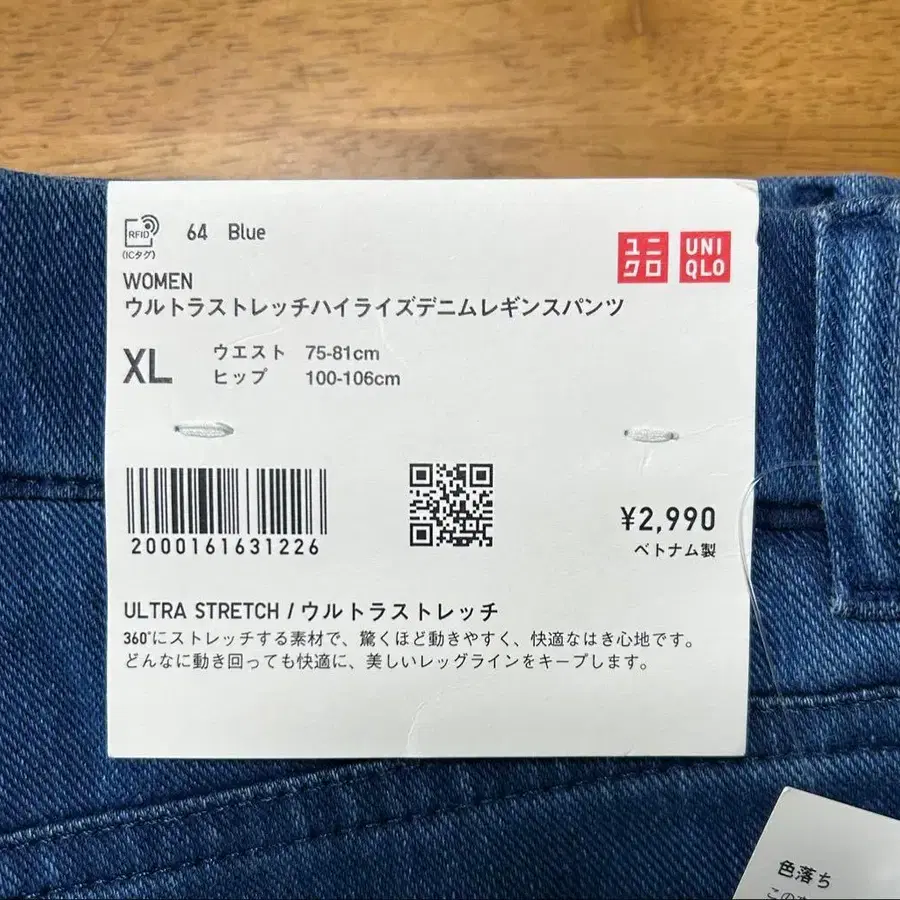 RFID
(ICタグ)
64 Blue
ユニクロ
UNIQLO
WOMEN
ウルトラストレッチハイライズデニムレギンスパンツ
XL
ウエスト 75-81cm
ヒップ 100-106cm
2000161631226
¥2,990
ベトナム製
ULTRA STRETCH / ウルトラストレッチ
360°にストレッチする素材で、驚くほど動きやすく、快適なはき心地です。
どんなに動き回っても快適に、美しいレッグラインをキープします。
色落ち